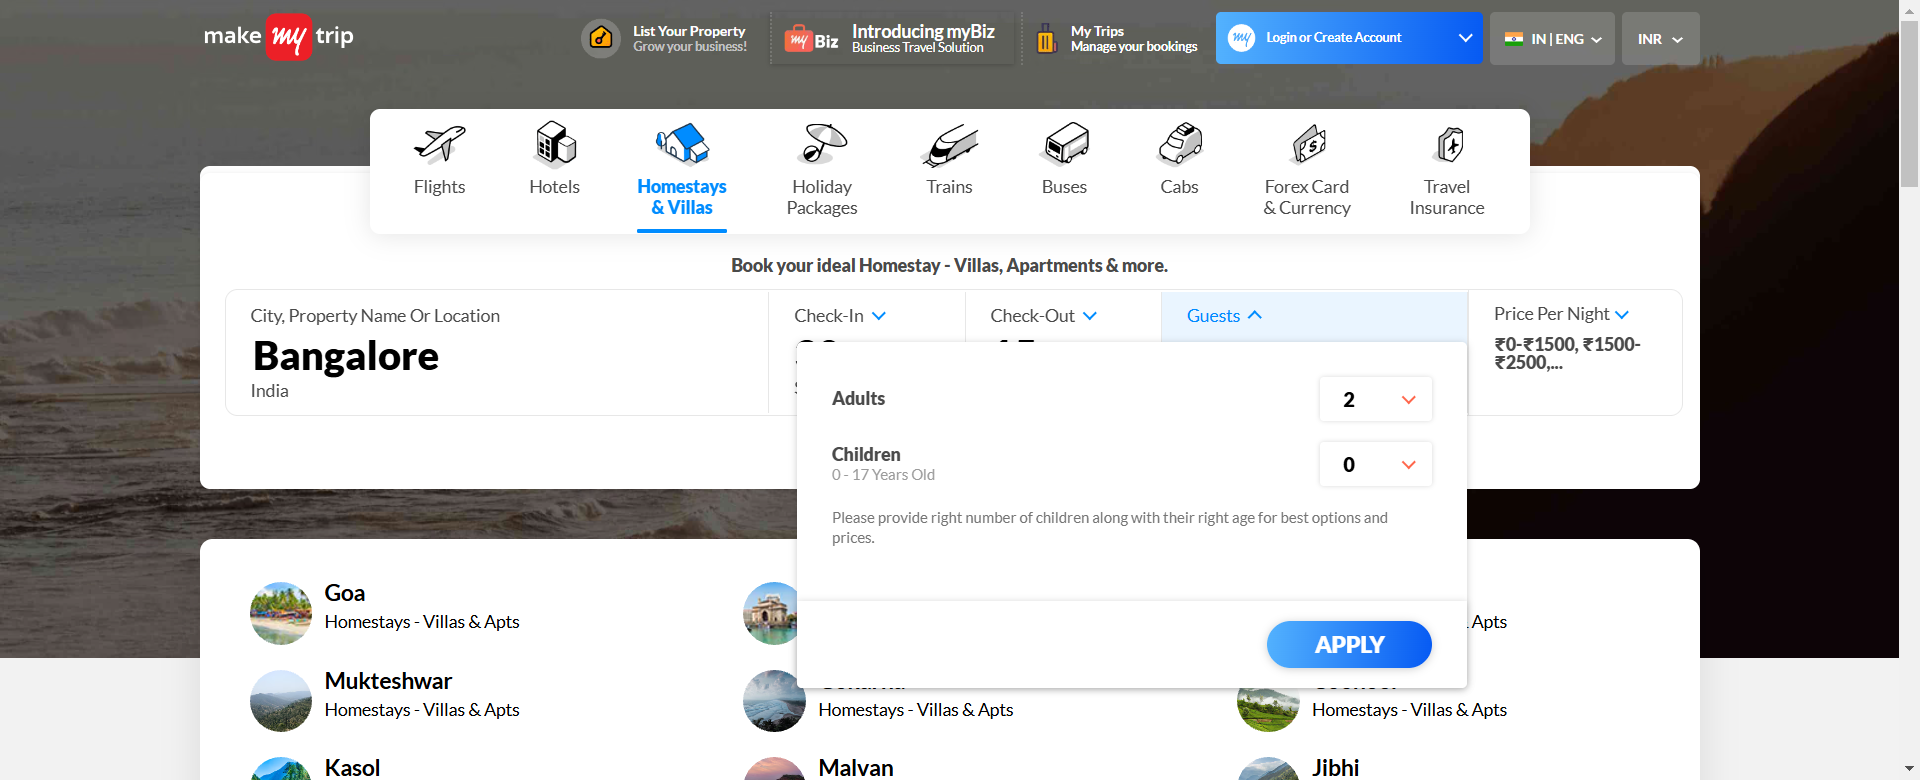 make my trip
List Your Property
Grow your business!
my Biz
Introducing myBiz
Business Travel Solution
My Trips
Manage your bookings
my
Login or Create Account
IN | ENG
INR
Flights
Hotels
Homestays
& Villas
Holiday
Packages
Trains
Buses
Cabs
Forex Card
& Currency
Travel
Insurance
Book your ideal Homestay - Villas, Apartments & more.
City, Property Name Or Location
Bangalore
India
Check-In
Check-Out
Guests
Price Per Night
₹0-₹1500, ₹1500-
₹2500,...
Adults
2
Children
0 - 17 Years Old
0
Please provide right number of children along with their right age for best options and
prices.
APPLY
Goa
Homestays - Villas & Apts
Apts
Mukteshwar
Homestays - Villas & Apts
Homestays - Villas & Apts
Homestays - Villas & Apts
Kasol
Malvan
Jibhi